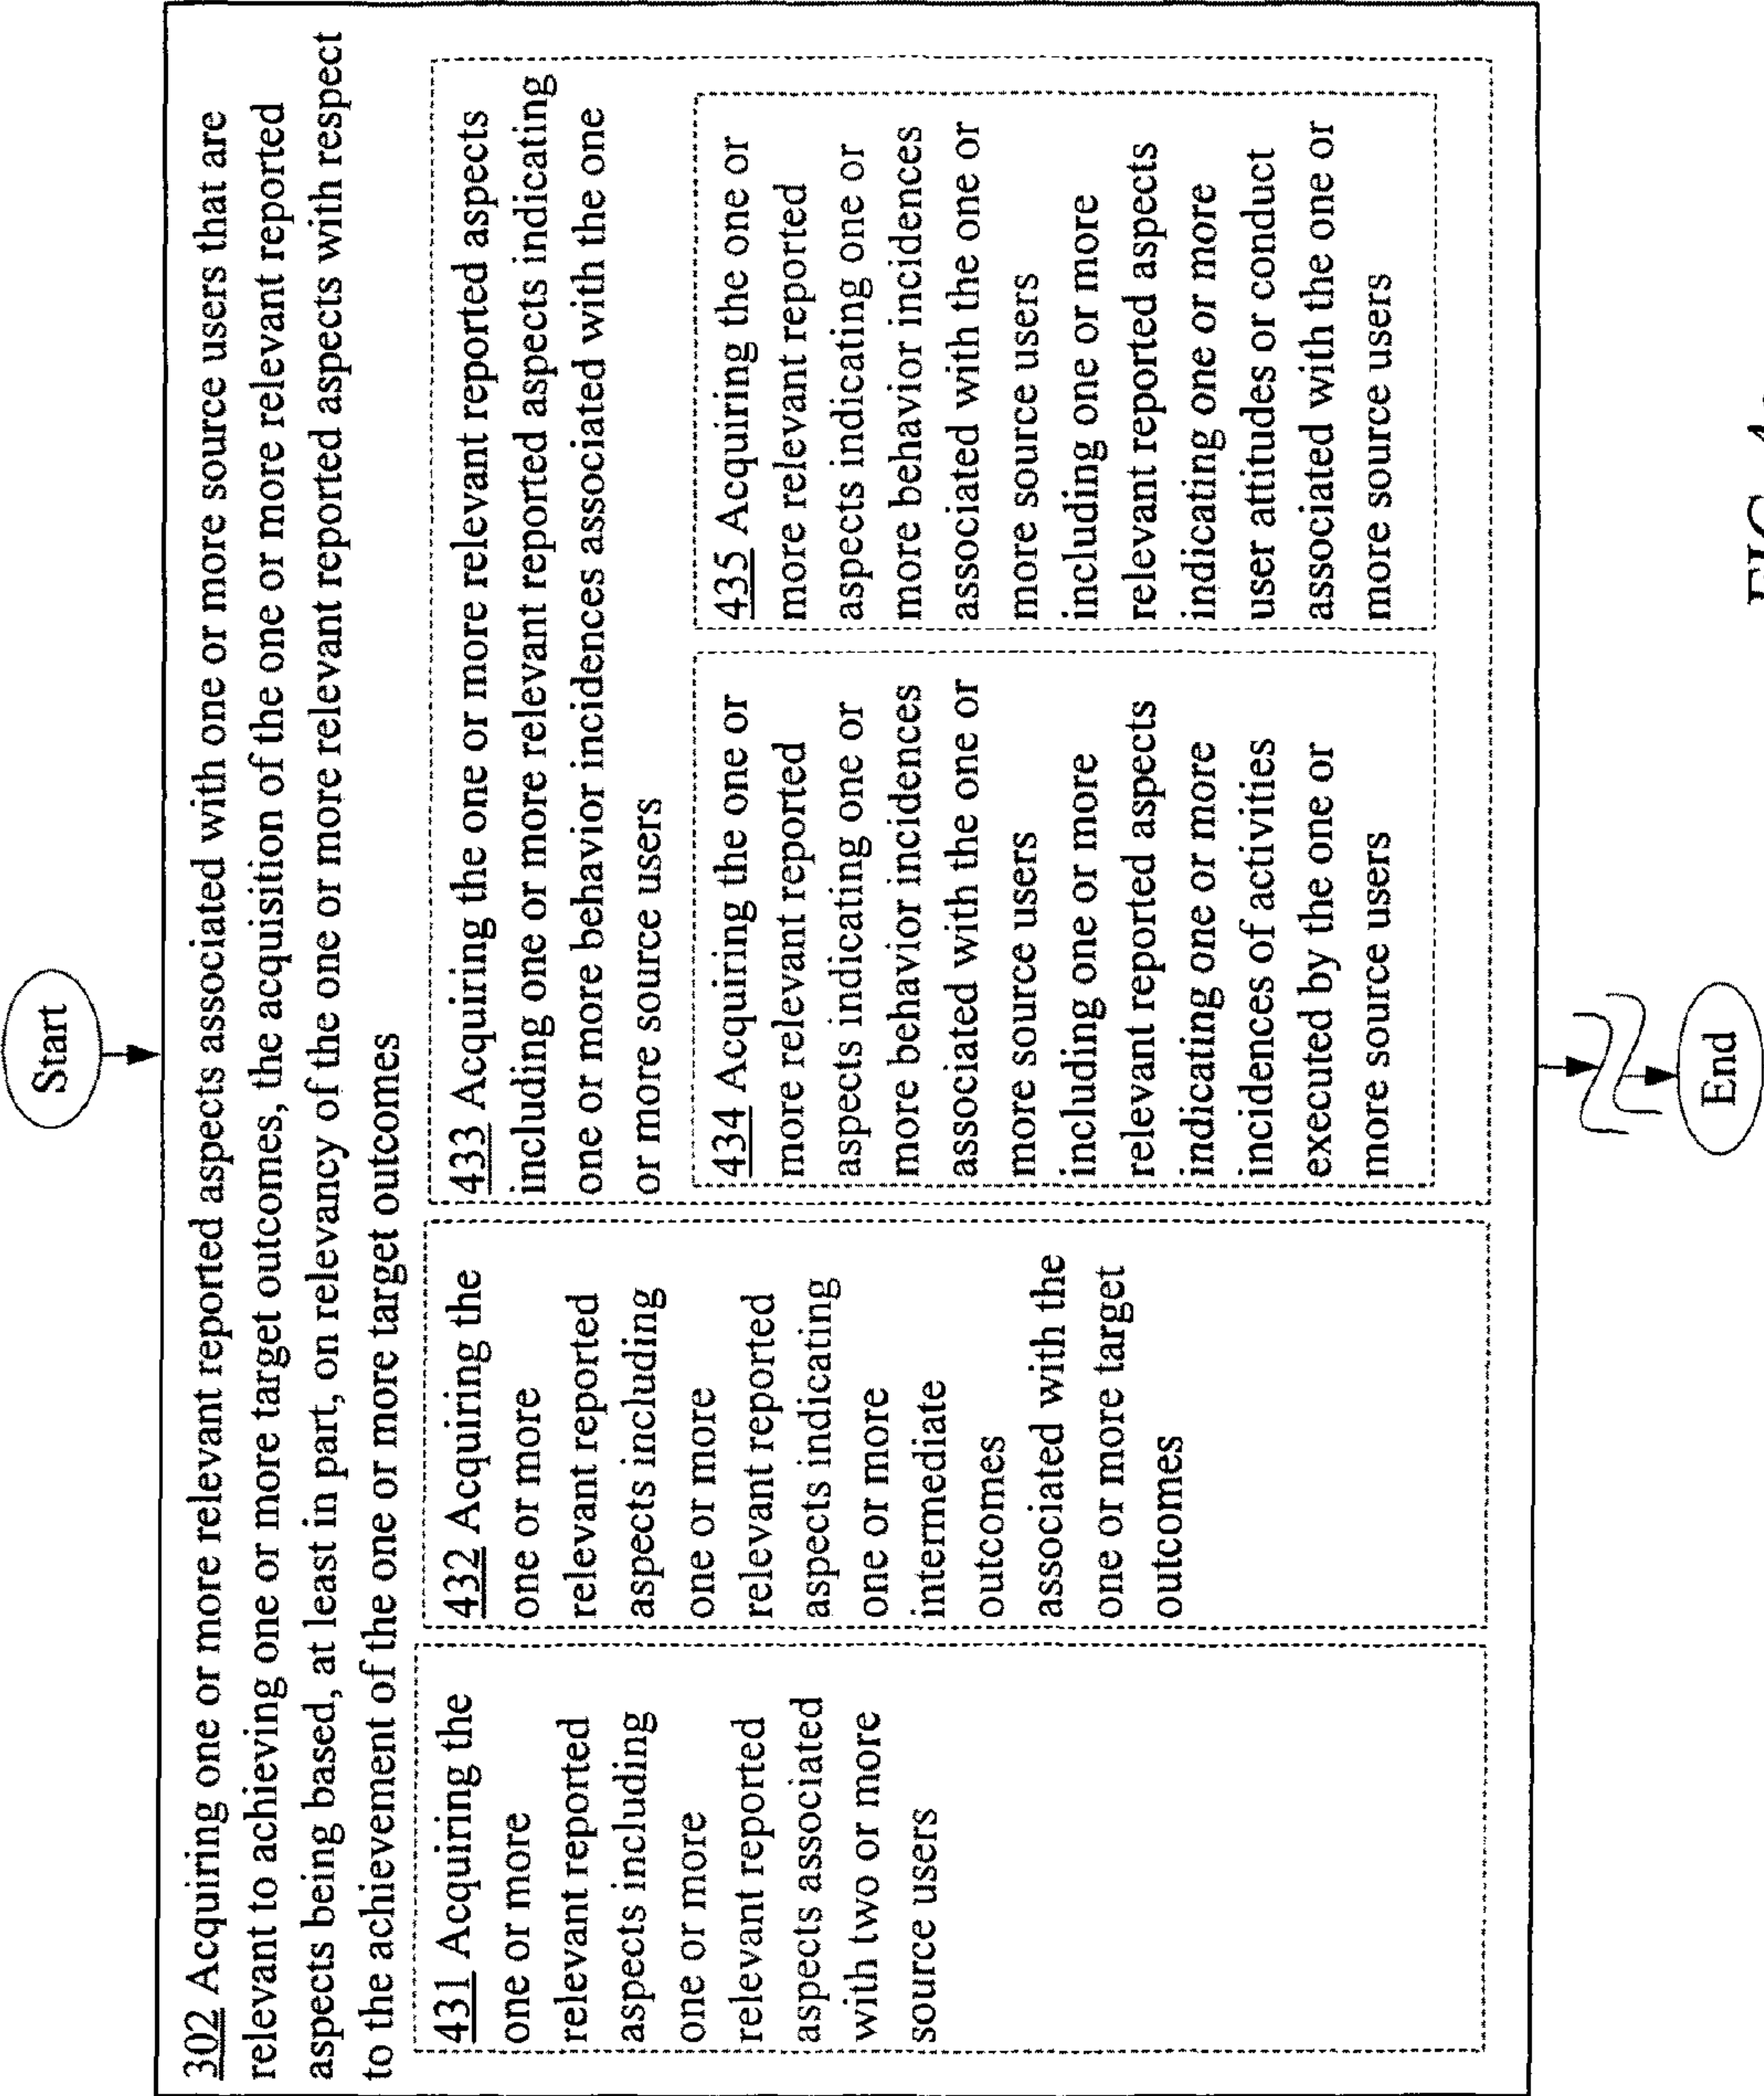 Start
302 Acquiring one or more relevant reported aspects associated with one or more source users that are
relevant to achieving one or more target outcomes, the acquisition of the one or more relevant reported
aspects being based, at least in part, on relevancy of the one or more relevant reported aspects with respect
to the achievement of the one or more target outcomes
431 Acquiring the
one or more
relevant reported
aspects including
one or more
relevant reported
aspects associated
with two or more
source users
432 Acquiring the
one or more
relevant reported
aspects including
one or more
relevant reported
aspects indicating
one or more
intermediate
outcomes
associated with the
one or more target
outcomes
433 Acquiring the one or more relevant reported aspects
including one or more relevant reported aspects indicating
one or more behavior incidences associated with the one
or more source users
434 Acquiring the one or
more relevant reported
aspects indicating one or
more behavior incidences
associated with the one or
more source users
including one or more
relevant reported aspects
indicating one or more
incidences of activities
executed by the one or
more source users
435 Acquiring the one or
more relevant reported
aspects indicating one or
more behavior incidences
associated with the one or
more source users
including one or more
relevant reported aspects
indicating one or more
user attitudes or conduct
associated with the one or
more source users
End
FIG.